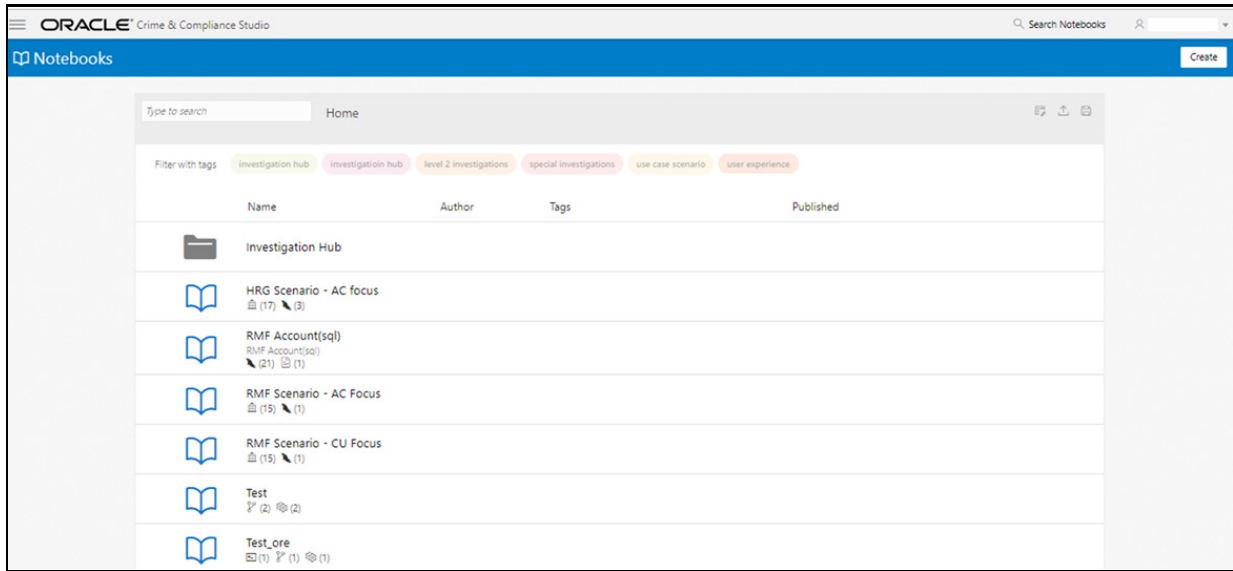 ORACLE® Crime & Compliance Studio Search Notebooks
Notebooks Create
Type to search Home
Filter with tags investigation hub investigatioin hub level 2 investigations special investigations use case scenario user experience
Name Author Tags Published
Investigation Hub
HRG Scenario - AC focus
(17) (3)
RMF Account(sql)
RMF Account(sql)
(21) (1)
RMF Scenario - AC Focus
(15) (1)
RMF Scenario - CU Focus
(15) (1)
Test
(2) (2)
Test_ore
(1) (1) (1)